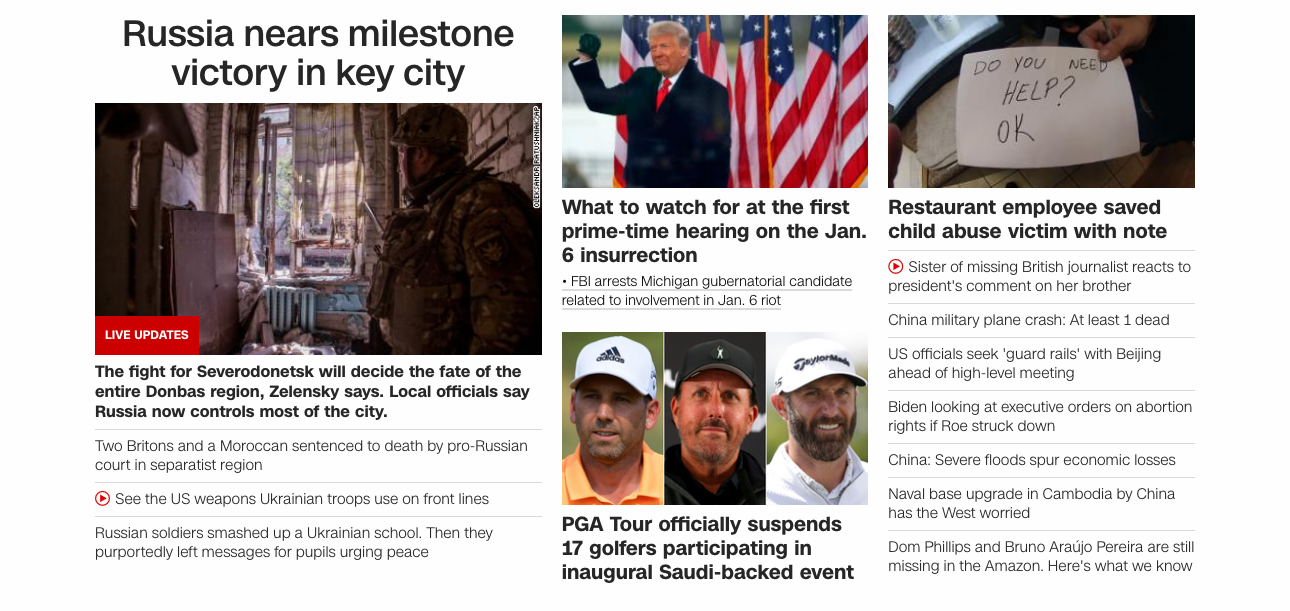 Russia nears milestone
victory in key city
OLEKSANDR RATUSHNIAK/AP
LIVE UPDATES
The fight for Severodonetsk will decide the fate of the
entire Donbas region, Zelensky says. Local officials say
Russia now controls most of the city.
Two Britons and a Moroccan sentenced to death by pro-Russian
court in separatist region
See the US weapons Ukrainian troops use on front lines
Russian soldiers smashed up a Ukrainian school. Then they
purportedly left messages for pupils urging peace
What to watch for at the first
prime-time hearing on the Jan.
6 insurrection
• FBI arrests Michigan gubernatorial candidate
related to involvement in Jan. 6 riot
adidas
TaylorMade
PGA Tour officially suspends
17 golfers participating in
inaugural Saudi-backed event
DO YOU NEED
HELP?
OK
Restaurant employee saved
child abuse victim with note
Sister of missing British journalist reacts to
president's comment on her brother
China military plane crash: At least 1 dead
US officials seek 'guard rails' with Beijing
ahead of high-level meeting
Biden looking at executive orders on abortion
rights if Roe struck down
China: Severe floods spur economic losses
Naval base upgrade in Cambodia by China
has the West worried
Dom Phillips and Bruno Araújo Pereira are still
missing in the Amazon. Here's what we know